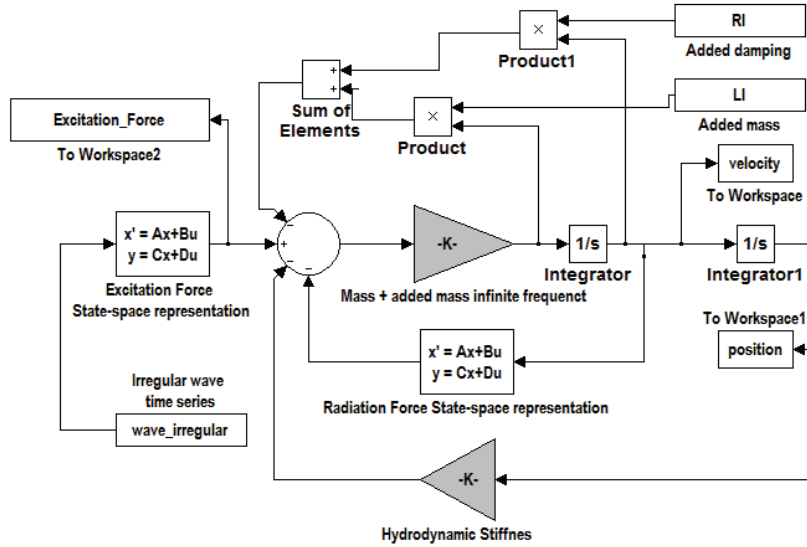 RI
Added damping
×
Product1
+
+
Sum of
Elements
LI
Added mass
×
Product
Excitation_Force
To Workspace2
velocity
To Workspace
x' = Ax+Bu
y = Cx+Du
Excitation Force
State-space representation
−
+
−
−
-K-
Mass + added mass infinite frequenct
1/s
Integrator
1/s
Integrator1
To Workspace1
position
x' = Ax+Bu
y = Cx+Du
Radiation Force State-space representation
Irregular wave
time series
wave_irregular
-K-
Hydrodynamic Stiffnes